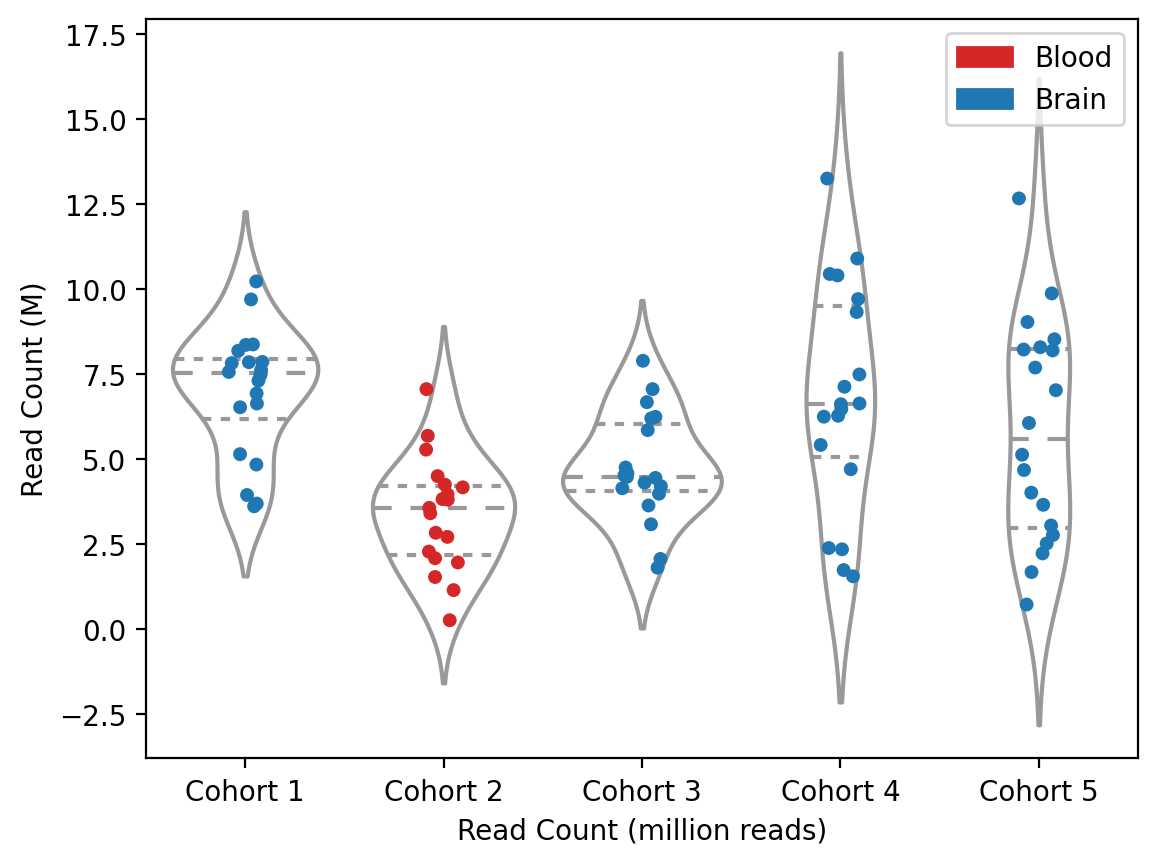 17.5
15.0
12.5
10.0
7.5
5.0
2.5
0.0
−2.5
Read Count (M)
Blood
Brain
Cohort 1 Cohort 2 Cohort 3 Cohort 4 Cohort 5
Read Count (million reads)